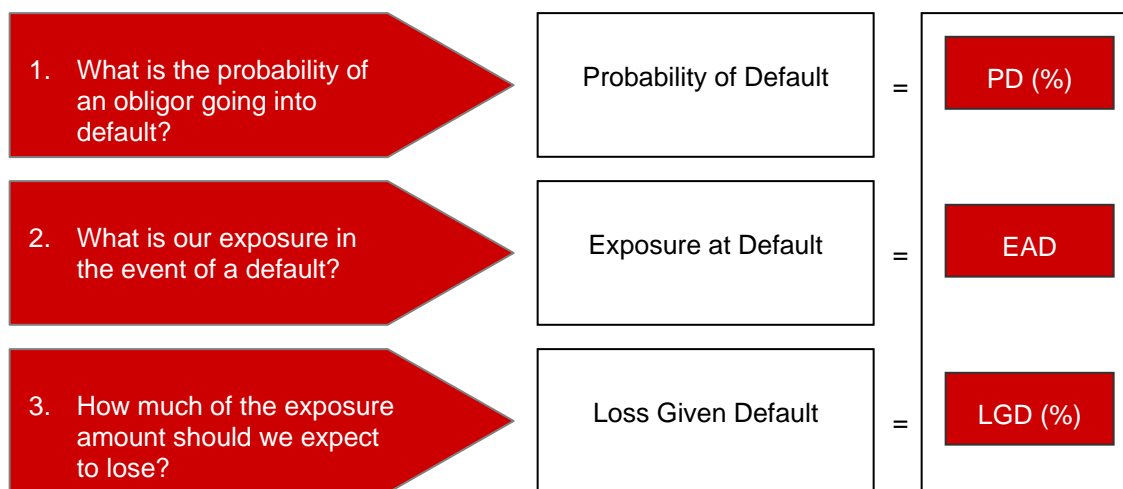 1. What is the probability of
an obligor going into
default?
Probability of Default
=
PD (%)
2. What is our exposure in
the event of a default?
Exposure at Default
=
EAD
3. How much of the exposure
amount should we expect
to lose?
Loss Given Default
=
LGD (%)